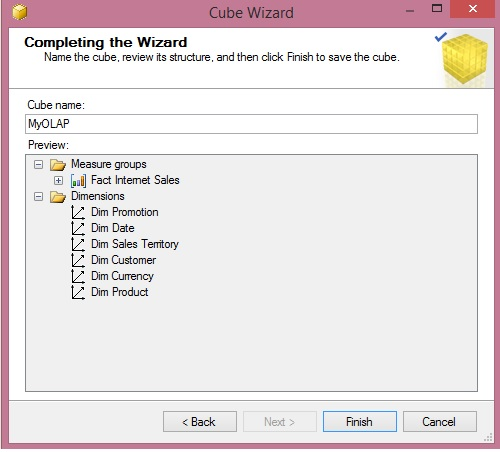 Cube Wizard
Completing the Wizard
Name the cube, review its structure, and then click Finish to save the cube.
Cube name:
MyOLAP
Preview:
Measure groups
Fact Internet Sales
Dimensions
Dim Promotion
Dim Date
Dim Sales Territory
Dim Customer
Dim Currency
Dim Product
< Back
Next >
Finish
Cancel